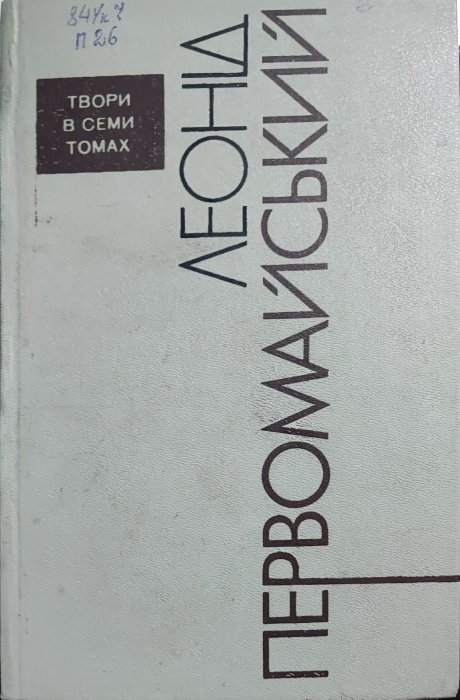 84Ук7
П 26
ТВОРИ
В СЕМИ
ТОМАХ
ЛЕОНІД
ПЕРВОМАЙСЬКИЙ